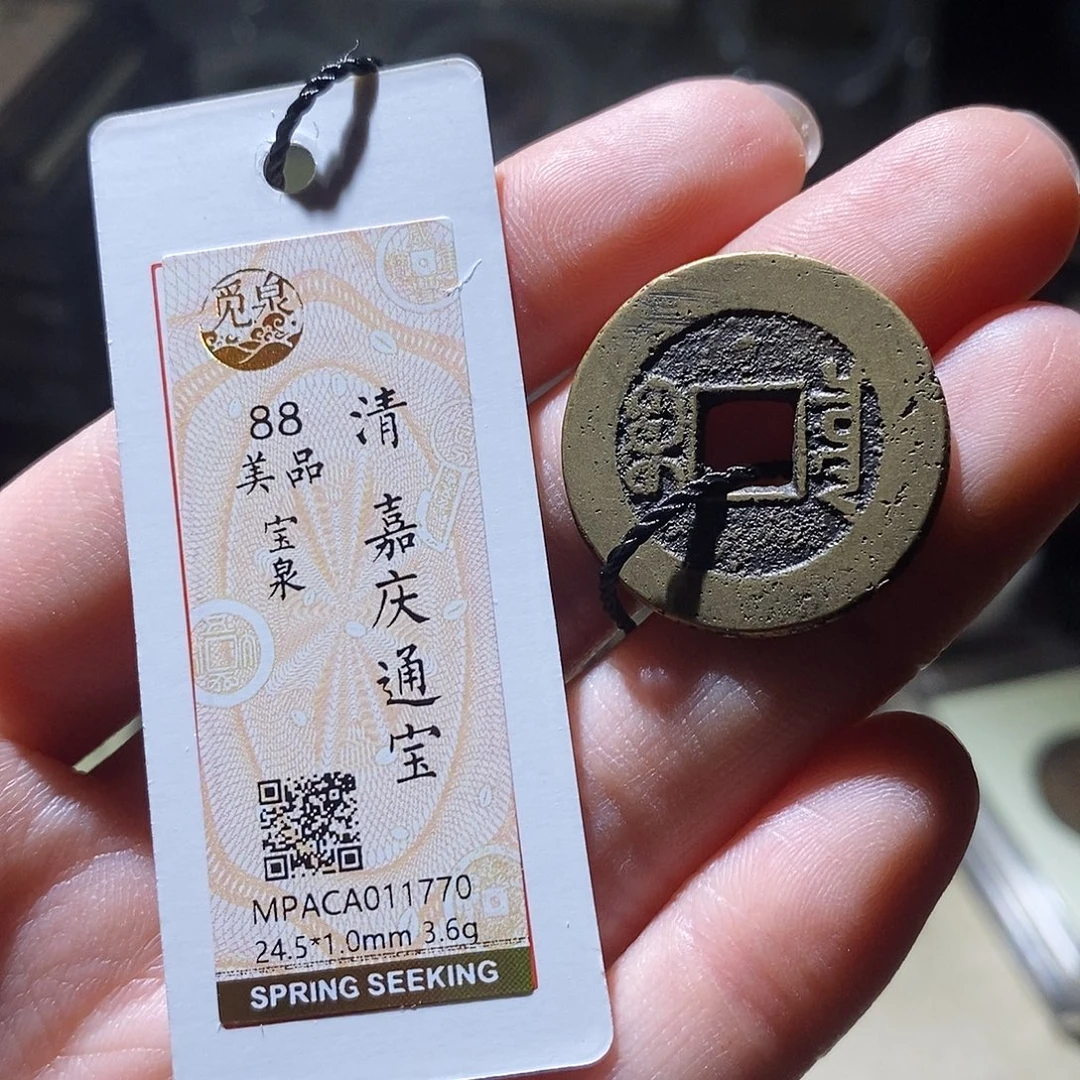 觅泉
清 嘉庆通宝
88
美品
宝泉
MPACA011770
24.5*1.0mm 3.6g
SPRING SEEKING